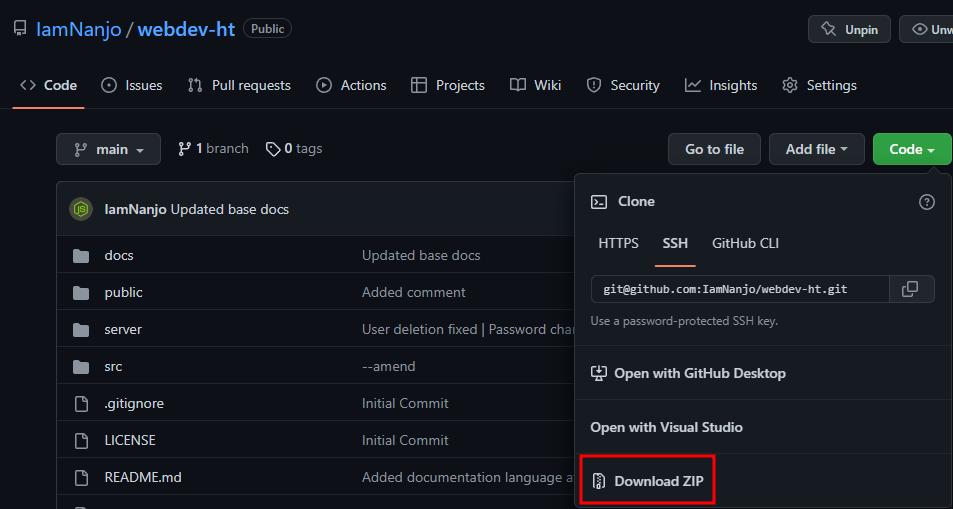 IamNanjo / webdev-ht Public
Unpin
Code Issues Pull requests Actions Projects Wiki Security Insights Settings
main 1 branch 0 tags
Go to file Add file Code
IamNanjo Updated base docs
docs Updated base docs
public Added comment
server User deletion fixed | Password
src --amend
.gitignore Initial Commit
LICENSE Initial Commit
README.md Added documentation language
Clone
HTTPS SSH GitHub CLI
git@github.com:IamNanjo/webdev-ht.git
Use a password-protected SSH key.
Open with GitHub Desktop
Open with Visual Studio
Download ZIP